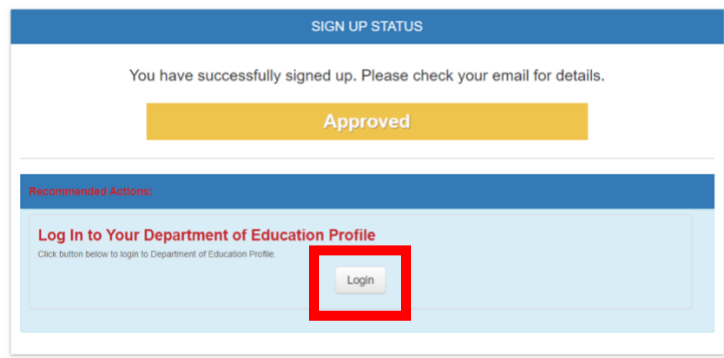 SIGN UP STATUS
You have successfully signed up. Please check your email for details.
Approved
Recommended Actions:
Log In to Your Department of Education Profile
Click button below to login to Department of Education Profile.
Login